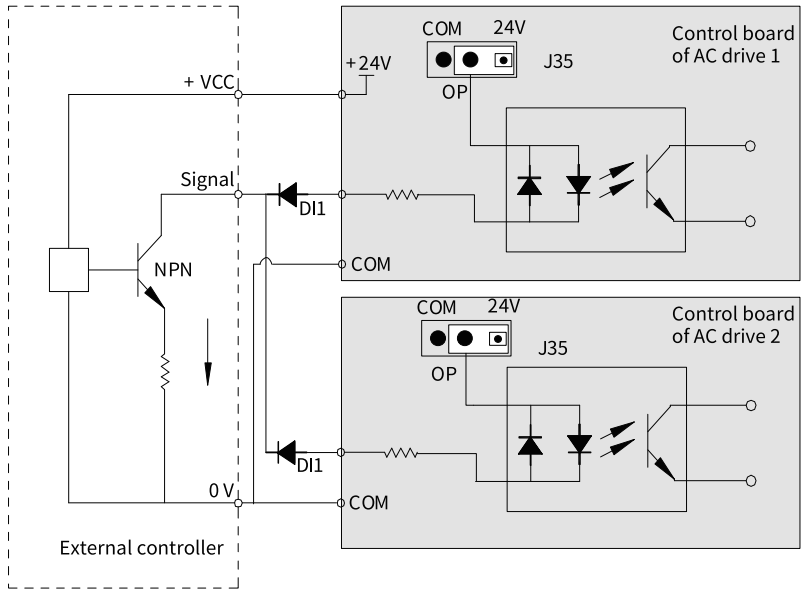 COM 24V
Control board
of AC drive 1
+24V
J35
+ VCC
OP
Signal
DI1
NPN
COM
COM 24V
Control board
of AC drive 2
J35
OP
DI1
0 V
COM
External controller